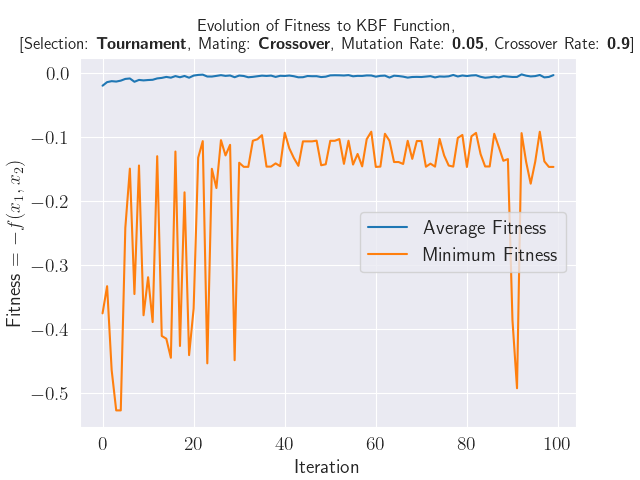 Evolution of Fitness to KBF Function,
[Selection: Tournament, Mating: Crossover, Mutation Rate: 0.05, Crossover Rate: 0.9]
Fitness = −f(x₁, x₂)
0.0
−0.1
−0.2
−0.3
−0.4
−0.5
Average Fitness
Minimum Fitness
0 20 40 60 80 100
Iteration